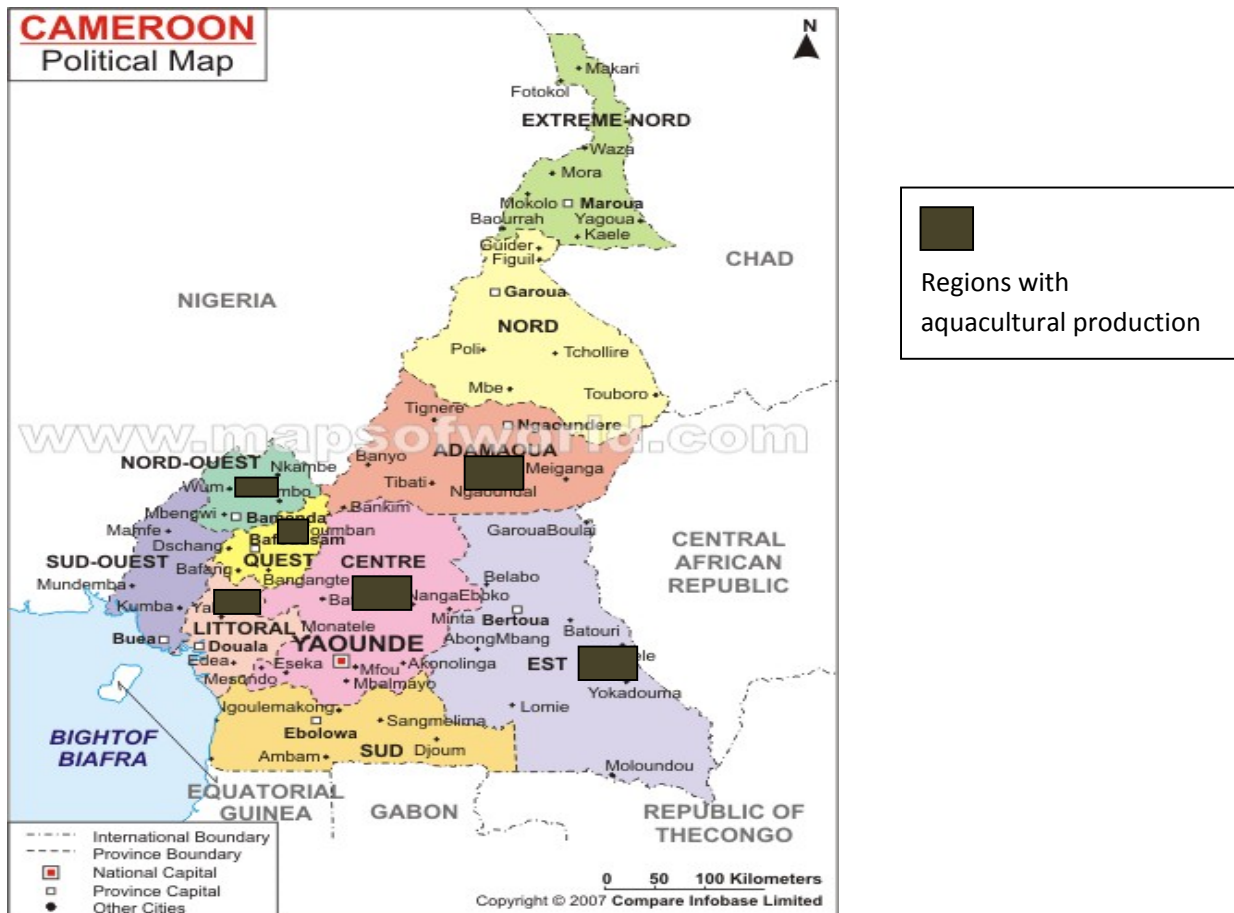 CAMEROON
Political Map
N
Makari
Fotokol
EXTREME-NORD
Waza
Mora
Mokolo
Maroua
Baourrah
Yagoua
Kaele
Guider
Figuil
CHAD
NIGERIA
Garoua
NORD
Poli
Tchollire
Mbe
Touboro
Tignere
Ngaoundere
www.mapsofworld.com
ADAMAOUA
NORD-OUEST
Nkambe
Banyo
Meiganga
Wum
Tibati
Ngaoundal
Mbengwi
Bamenda
Bankim
Mamfe
GarouaBoulai
Dschang
CENTRAL
AFRICAN
REPUBLIC
SUD-OUEST
QUEST
CENTRE
Bafang
Bangangte
Belabo
Mundemba
NangaEboko
Kumba
Minta
Bertoua
LITTORAL
Monatele
Batouri
Buea
Douala
YAOUNDE
AbongMbang
Edea
Eseka
Mfou
Akonolinga
EST
Mesondo
Mbalmayo
Yokadouma
Ngoulemakong
Sangmelima
Lomie
BIGHTOF
BIAFRA
Ebolowa
Ambam
SUD
Djoum
Moloundou
EQUATORIAL
GUINEA
GABON
REPUBLIC OF
THECONGO
International Boundary
Province Boundary
National Capital
Province Capital
Other Cities
0 50 100 Kilometers
Copyright © 2007 Compare Infobase Limited
Regions with
aquacultural production